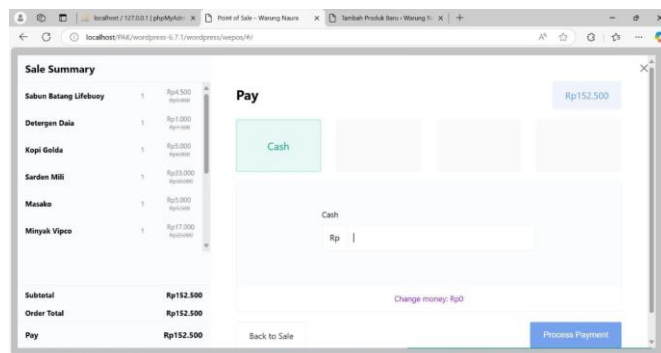 localhost / 127.0.0.1 | phpMyAdm
Point of Sale – Warung Naura
Tambah Produk Baru ‹ Warung N
localhost/PAK/wordpress-6.7.1/wordpress/wepos/#/
Sale Summary
Sabun Batang Lifebuoy 1 Rp4.500
Detergen Daia 1 Rp1.000
Kopi Golda 1 Rp5.000
Sarden Mili 1 Rp33.000
Masako 1 Rp5.000
Minyak Vipco 1 Rp17.000
Subtotal Rp152.500
Order Total Rp152.500
Pay Rp152.500
Pay
Rp152.500
Cash
Cash
Rp
Change money: Rp0
Back to Sale
Process Payment